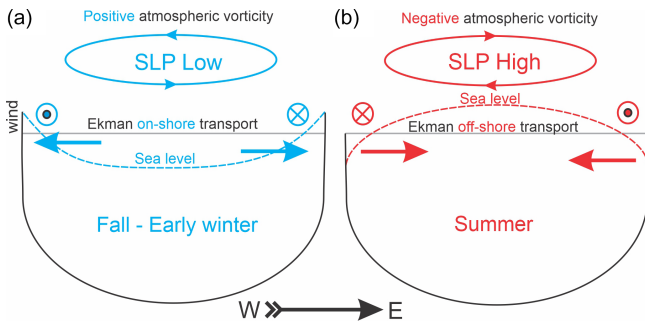 (a)
Positive atmospheric vorticity
SLP Low
wind
Ekman on-shore transport
Sea level
Fall - Early winter
(b)
Negative atmospheric vorticity
SLP High
Sea level
Ekman off-shore transport
Summer
W E